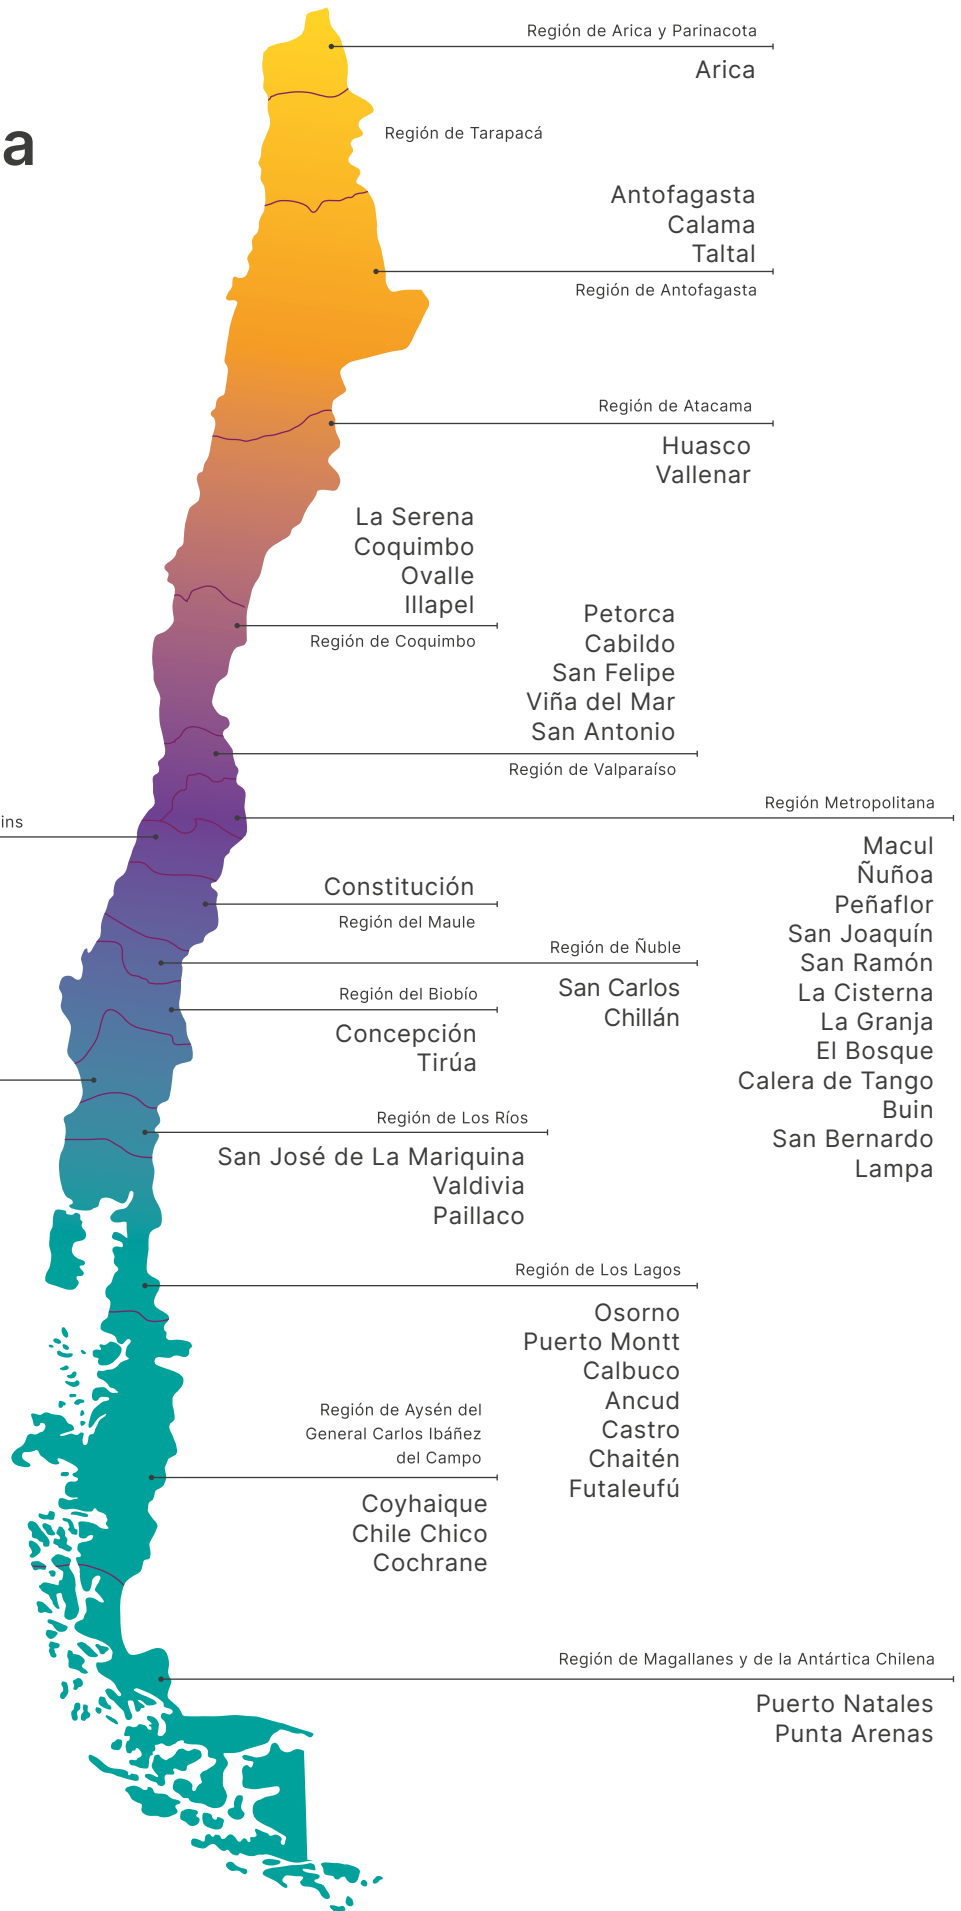 Región de Arica y Parinacota
Arica
a
Región de Tarapacá
Antofagasta
Calama
Taltal
Región de Antofagasta
Región de Atacama
Huasco
Vallenar
La Serena
Coquimbo
Ovalle
Illapel
Región de Coquimbo
Petorca
Cabildo
San Felipe
Viña del Mar
San Antonio
Región de Valparaíso
Región Metropolitana
Macul
Ñuñoa
Peñaflor
San Joaquín
San Ramón
La Cisterna
La Granja
El Bosque
Calera de Tango
Buin
San Bernardo
Lampa
ins
Constitución
Región del Maule
Región de Ñuble
San Carlos
Chillán
Región del Biobío
Concepción
Tirúa
Región de Los Ríos
San José de La Mariquina
Valdivia
Paillaco
Región de Los Lagos
Osorno
Puerto Montt
Calbuco
Ancud
Castro
Chaitén
Futaleufú
Región de Aysén del
General Carlos Ibáñez
del Campo
Coyhaique
Chile Chico
Cochrane
Región de Magallanes y de la Antártica Chilena
Puerto Natales
Punta Arenas